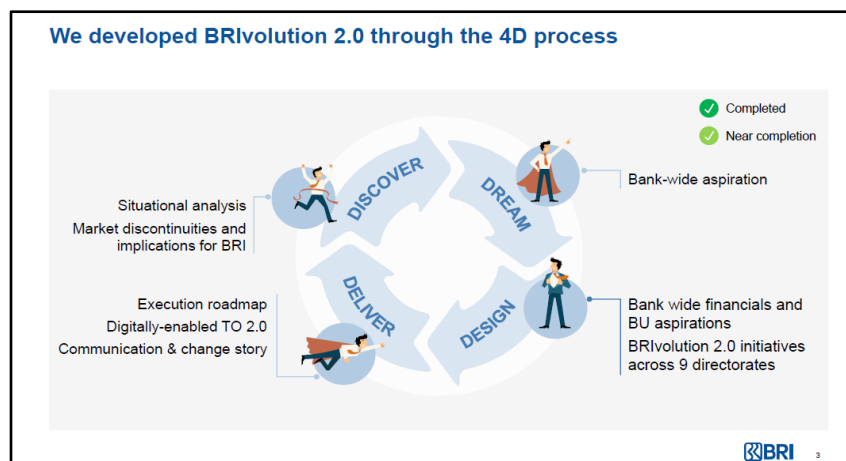 We developed BRIvolution 2.0 through the 4D process
Completed
Near completion
DISCOVER
Situational analysis
Market discontinuities and
implications for BRI
DREAM
Bank-wide aspiration
DESIGN
Bank wide financials and
BU aspirations
BRIvolution 2.0 initiatives
across 9 directorates
DELIVER
Execution roadmap
Digitally-enabled TO 2.0
Communication & change story
BRI
3